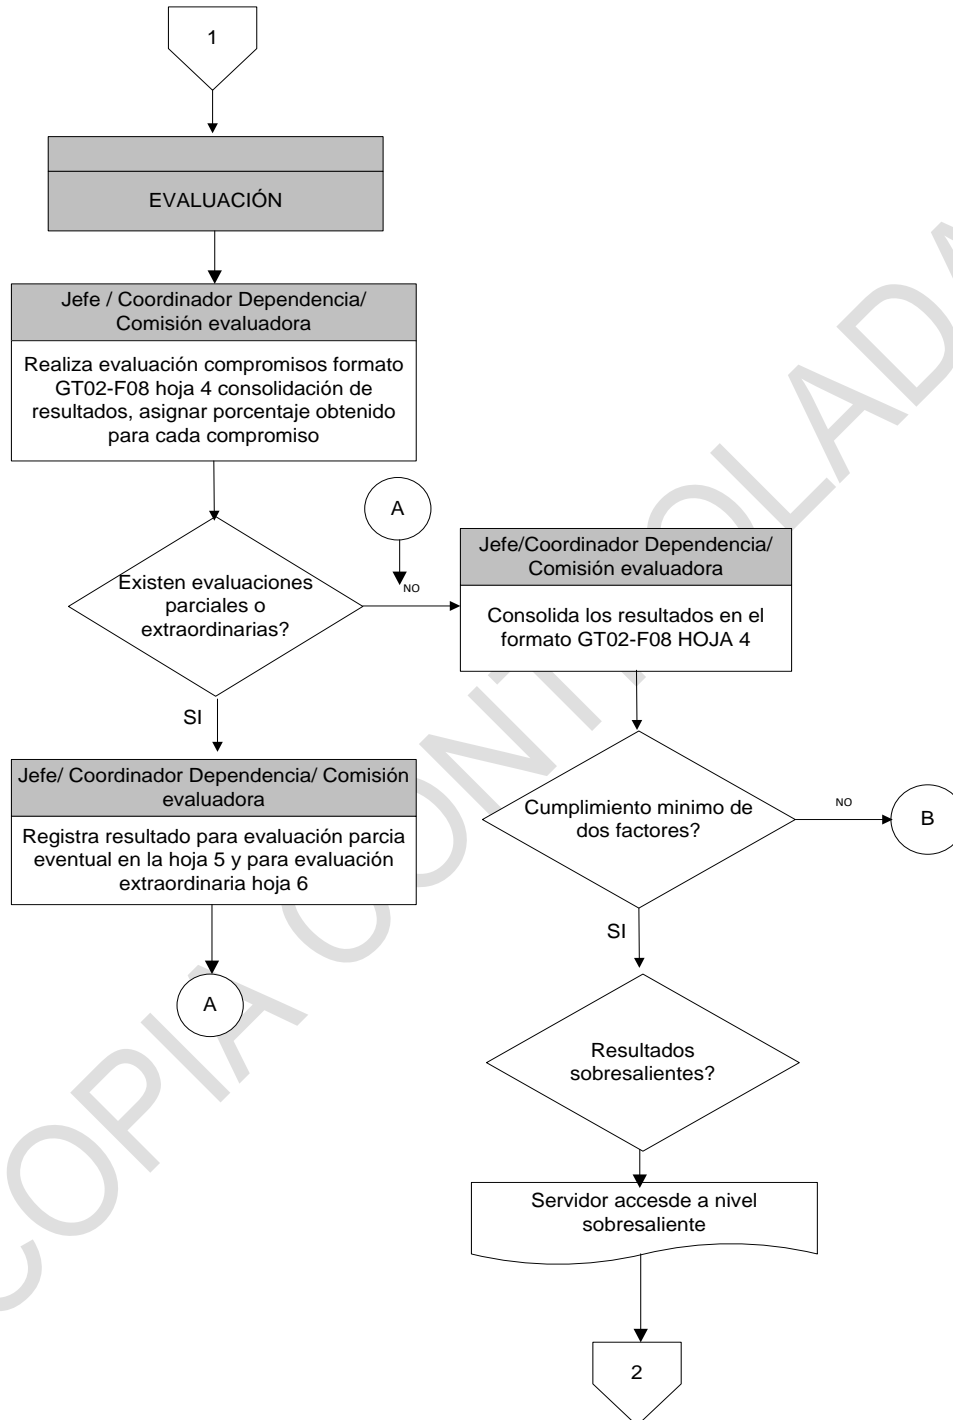 1
EVALUACIÓN
Jefe / Coordinador Dependencia/
Comisión evaluadora
Realiza evaluación compromisos formato
GT02-F08 hoja 4 consolidación de
resultados, asignar porcentaje obtenido
para cada compromiso
Existen evaluaciones
parciales o
extraordinarias?
NO
A
Jefe/Coordinador Dependencia/
Comisión evaluadora
Consolida los resultados en el
formato GT02-F08 HOJA 4
SI
Jefe/ Coordinador Dependencia/ Comisión
evaluadora
Registra resultado para evaluación parcia
eventual en la hoja 5 y para evaluación
extraordinaria hoja 6
A
Cumplimiento minimo de
dos factores?
NO
B
SI
Resultados
sobresalientes?
Servidor accesde a nivel
sobresaliente
2
COPIA CONTROLADA